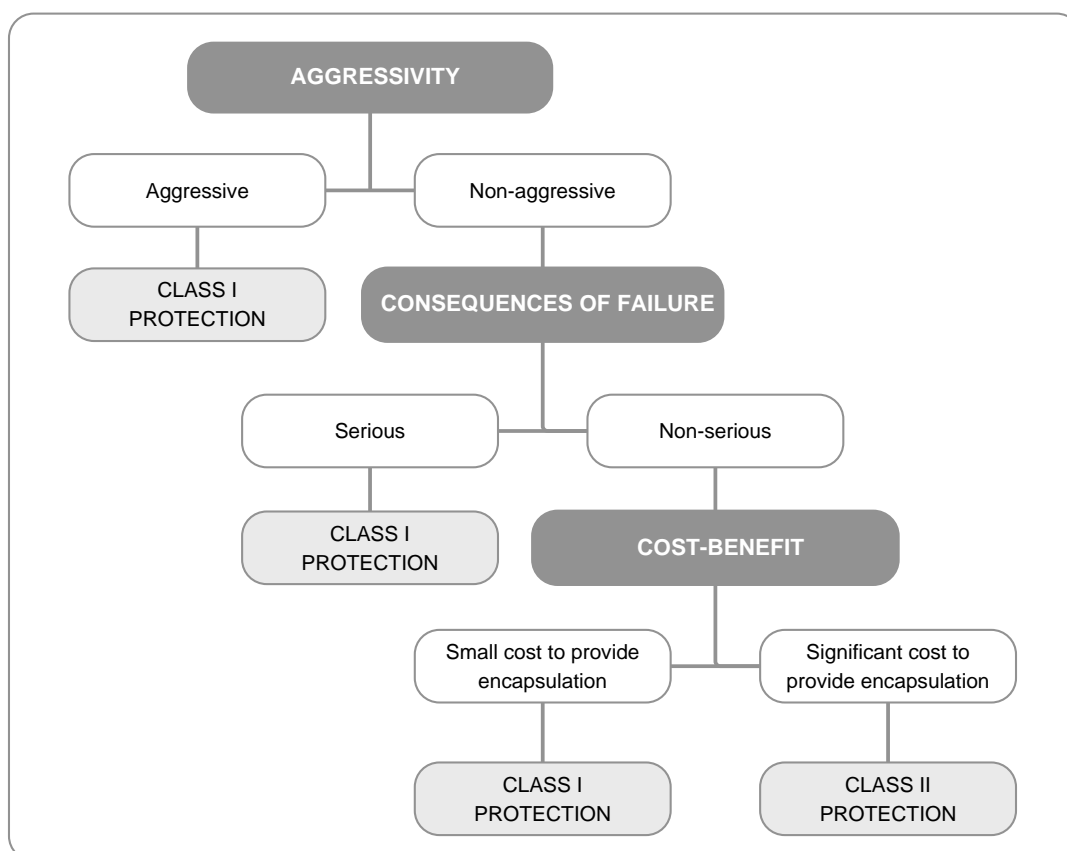 AGGRESSIVITY
Aggressive
Non-aggressive
CLASS I
PROTECTION
CONSEQUENCES OF FAILURE
Serious
Non-serious
CLASS I
PROTECTION
COST-BENEFIT
Small cost to provide
encapsulation
Significant cost to
provide encapsulation
CLASS I
PROTECTION
CLASS II
PROTECTION